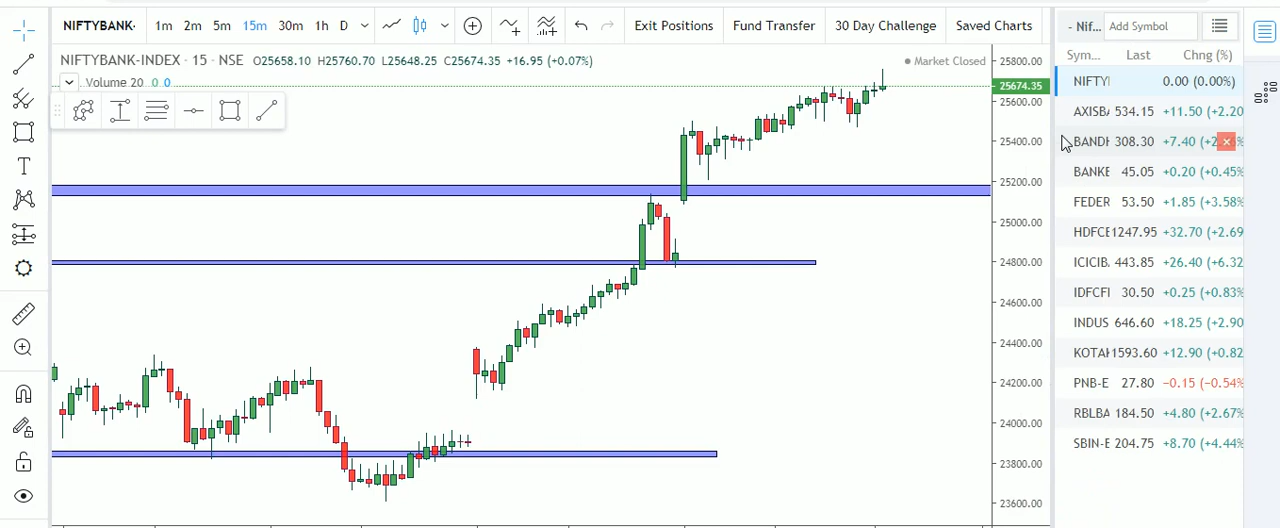 NIFTYBANK- 1m 2m 5m 15m 30m 1h D Exit Positions Fund Transfer 30 Day Challenge Saved Charts
- Nif... Add Symbol
NIFTYBANK-INDEX · 15 · NSE O25658.10 H25760.70 L25648.25 C25674.35 +16.95 (+0.07%)
Market Closed
Volume 20 0 0
T
25800.00
25674.35
25600.00
25400.00
25200.00
25000.00
24800.00
24600.00
24400.00
24200.00
24000.00
23800.00
23600.00
Sym... Last Chng (%)
NIFTY 0.00 (0.00%)
AXISBA 534.15 +11.50 (+2.20
308.30 +7.40
BANKE 45.05 +0.20 (+0.45%
FEDER 53.50 +1.85 (+3.58%
HDFCE 1247.95 +32.70 (+2.69
ICICIB 443.85 +26.40 (+6.32
IDFCFI 30.50 +0.25 (+0.83%
INDUS 646.60 +18.25 (+2.90
KOTAK 1593.60 +12.90 (+0.82
PNB-E 27.80 −0.15 (−0.54%
RBLBA 184.50 +4.80 (+2.67%
SBIN-E 204.75 +8.70 (+4.44%